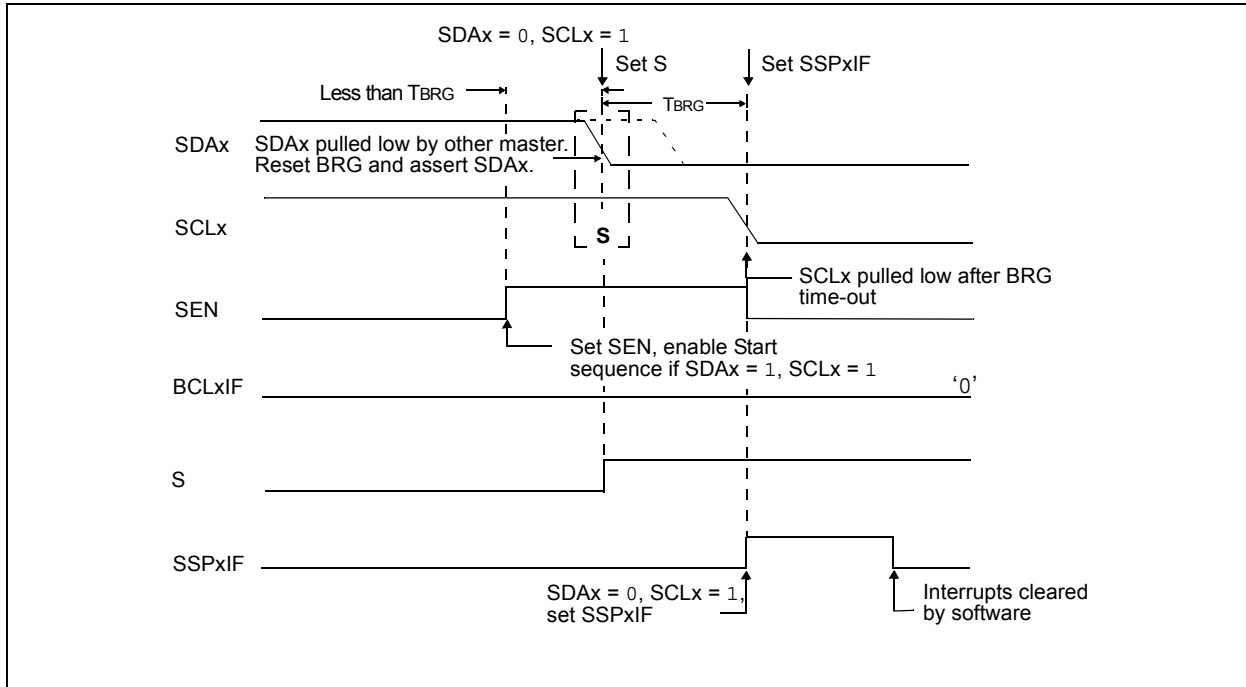 SDAx = 0, SCLx = 1
Set S
Set SSPxIF
Less than TBRG
TBRG
SDAx
SDAx pulled low by other master.
Reset BRG and assert SDAx.
SCLx
S
SCLx pulled low after BRG
time-out
SEN
Set SEN, enable Start
sequence if SDAx = 1, SCLx = 1
BCLxIF
‘0’
S
SSPxIF
SDAx = 0, SCLx = 1,
set SSPxIF
Interrupts cleared
by software